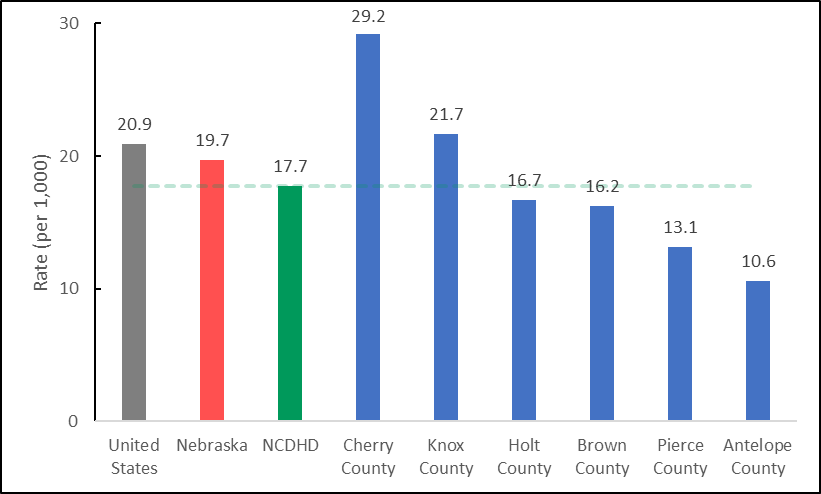 Rate (per 1,000)
30
20
10
0
20.9
19.7
17.7
29.2
21.7
16.7
16.2
13.1
10.6
United States
Nebraska
NCDHD
Cherry County
Knox County
Holt County
Brown County
Pierce County
Antelope County